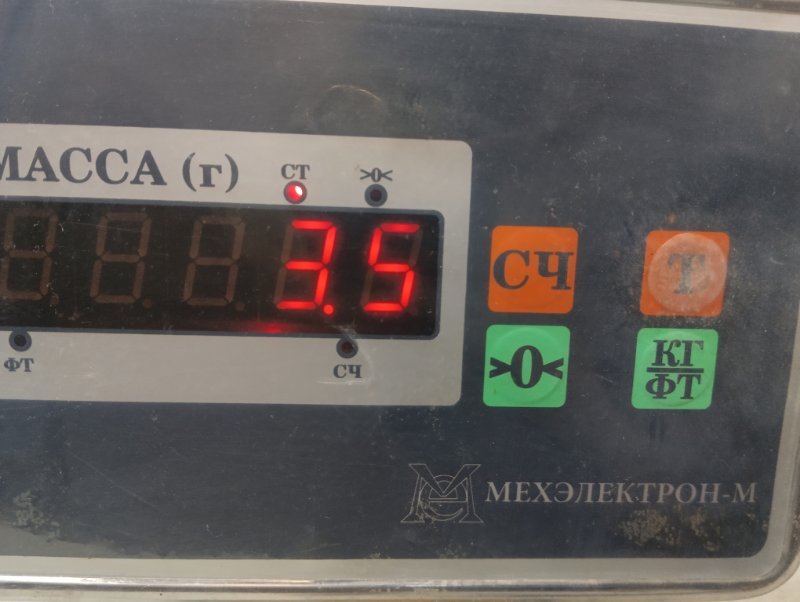 МАССА (г)
СТ >0<
3.5
ФТ СЧ
СЧ Т
>0< КГ/ФТ
МЕХЭЛЕКТРОН-М